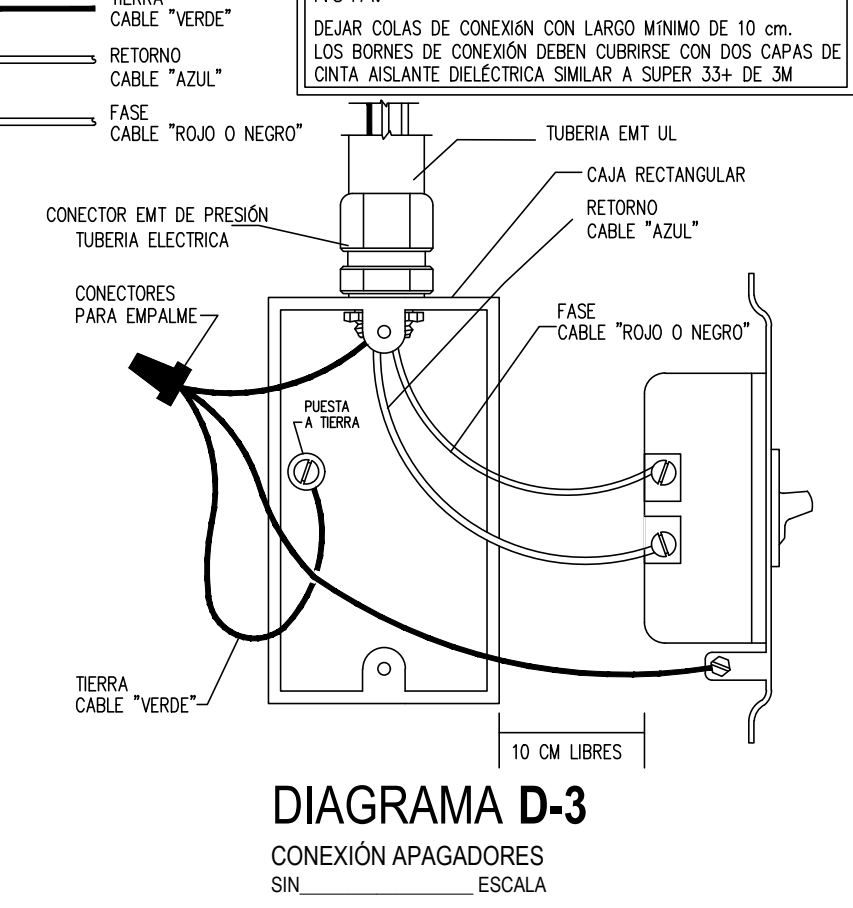 TIERRA
CABLE "VERDE"
RETORNO
CABLE "AZUL"
FASE
CABLE "ROJO O NEGRO"
DEJAR COLAS DE CONEXIóN CON LARGO MíNIMO DE 10 cm.
LOS BORNES DE CONEXIÓN DEBEN CUBRIRSE CON DOS CAPAS DE
CINTA AISLANTE DIELÉCTRICA SIMILAR A SUPER 33+ DE 3M
TUBERIA EMT UL
CAJA RECTANGULAR
RETORNO
CABLE "AZUL"
CONECTOR EMT DE PRESIÓN
TUBERIA ELECTRICA
CONECTORES
PARA EMPALME
FASE
CABLE "ROJO O NEGRO"
PUESTA
A TIERRA
TIERRA
CABLE "VERDE"
10 CM LIBRES
DIAGRAMA D-3
CONEXIÓN APAGADORES
SIN_________________ ESCALA